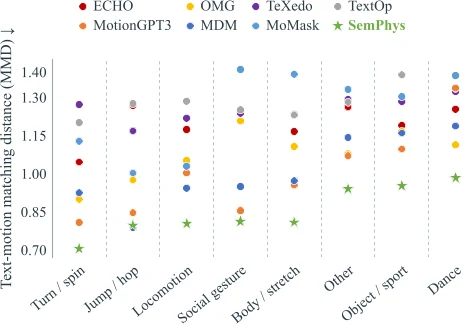 ECHO OMG TeXedo TextOp
MotionGPT3 MDM MoMask SemPhys
Text-motion matching distance (MMD) ↓
1.40
1.30
1.15
1.00
0.85
0.70
Turn / spin
Jump / hop
Locomotion
Social gesture
Body / stretch
Other
Object / sport
Dance